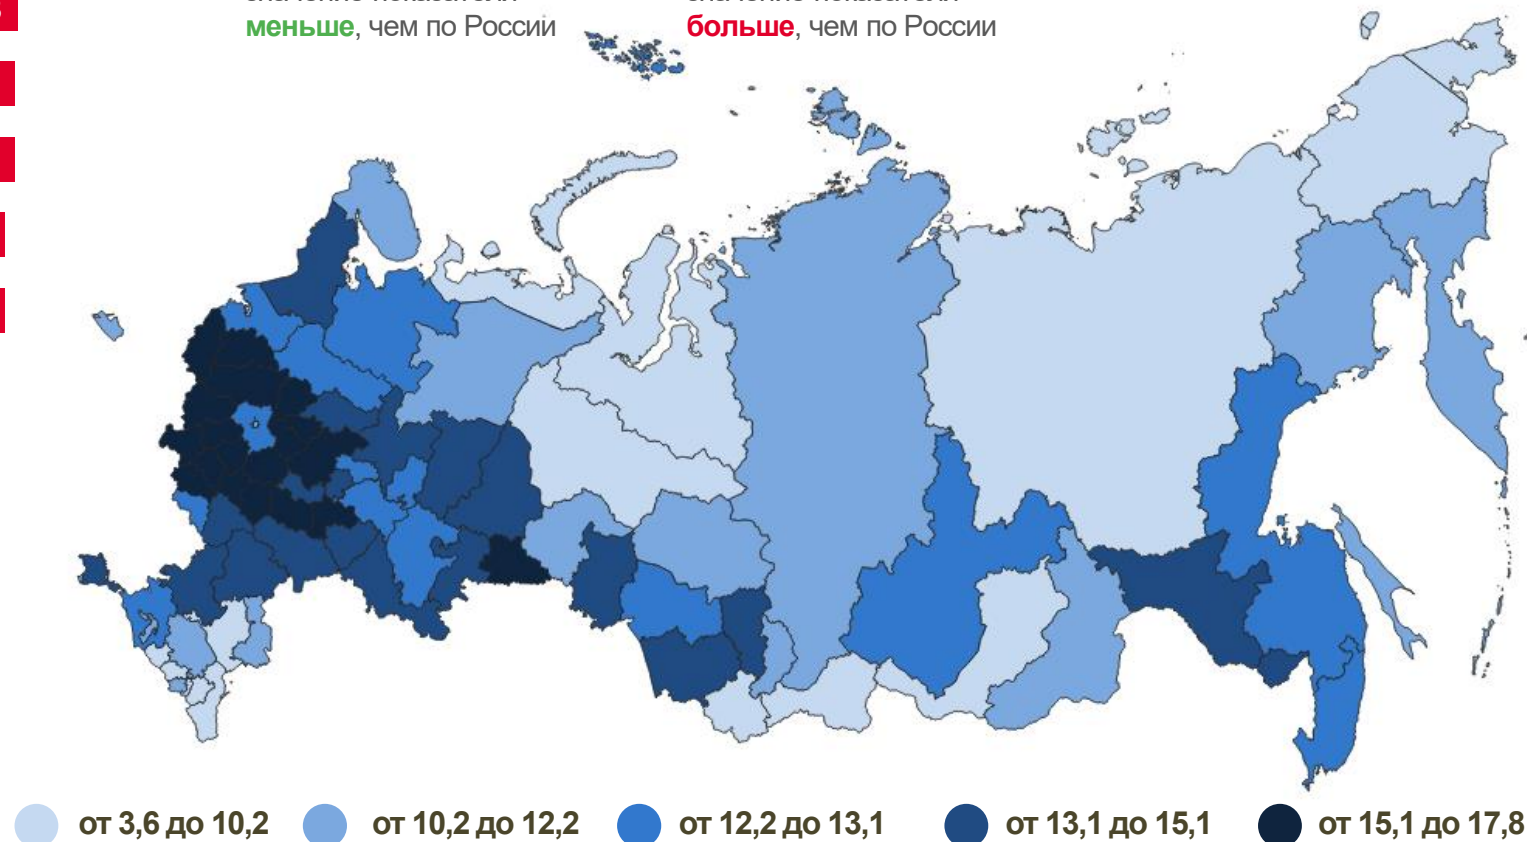 меньше, чем по России
больше, чем по России
от 3,6 до 10,2
от 10,2 до 12,2
от 12,2 до 13,1
от 13,1 до 15,1
от 15,1 до 17,8